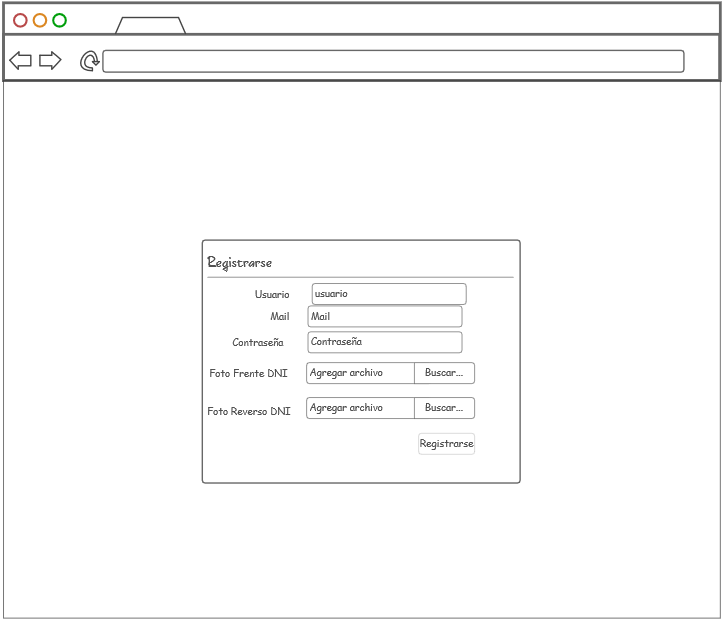 Registrarse
Usuario usuario
Mail Mail
Contraseña Contraseña
Foto Frente DNI Agregar archivo Buscar...
Foto Reverso DNI Agregar archivo Buscar...
Registrarse